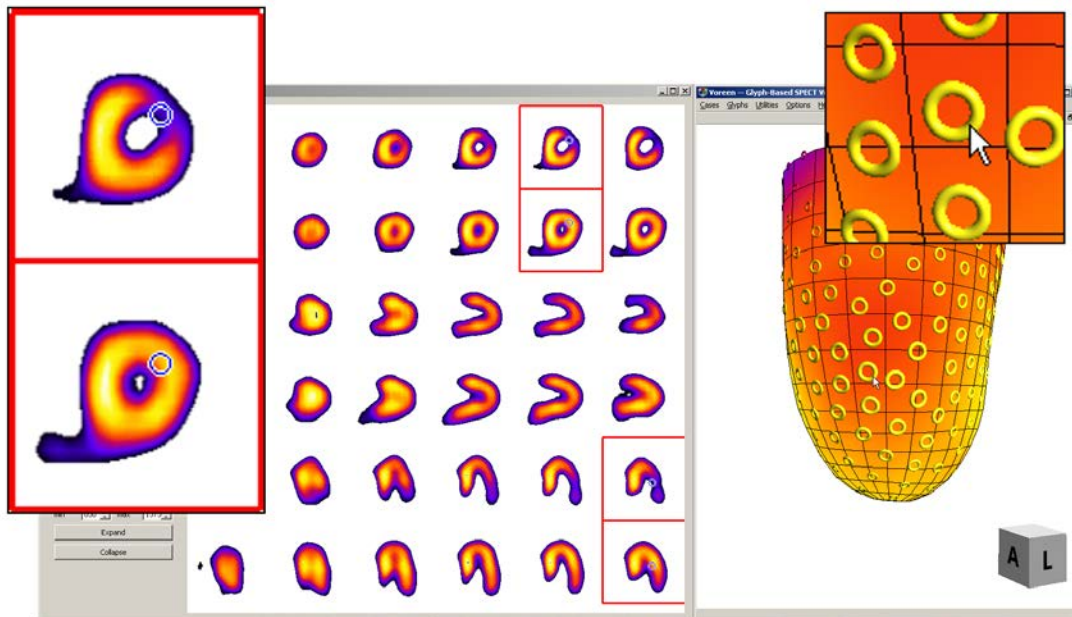 Voreen -- Glyph-Based SPECT V
Cases Glyphs Utilities Options
Expand
Collapse
A L